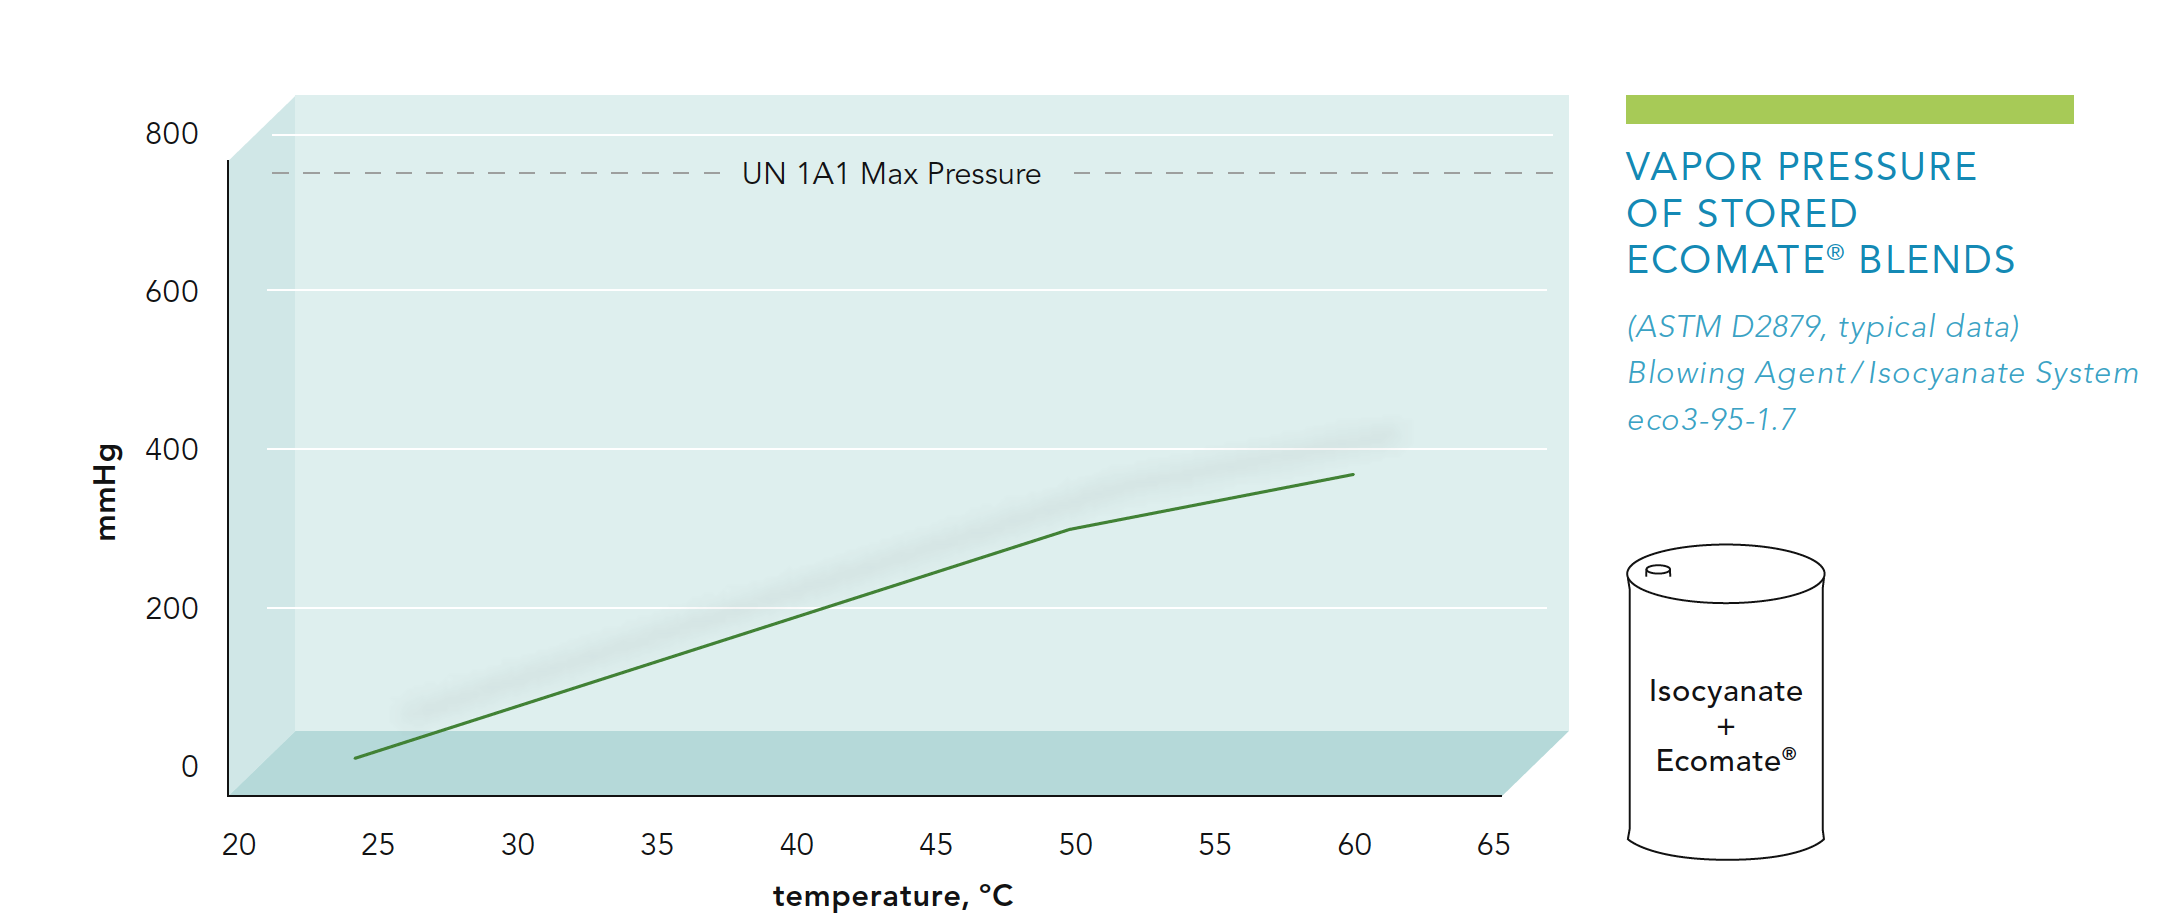 800
UN 1A1 Max Pressure
600
400
200
0
mmHg
20 25 30 35 40 45 50 55 60 65
temperature, °C
VAPOR PRESSURE
OF STORED
ECOMATE® BLENDS
(ASTM D2879, typical data)
Blowing Agent/Isocyanate System
eco3-95-1.7
Isocyanate
+
Ecomate®